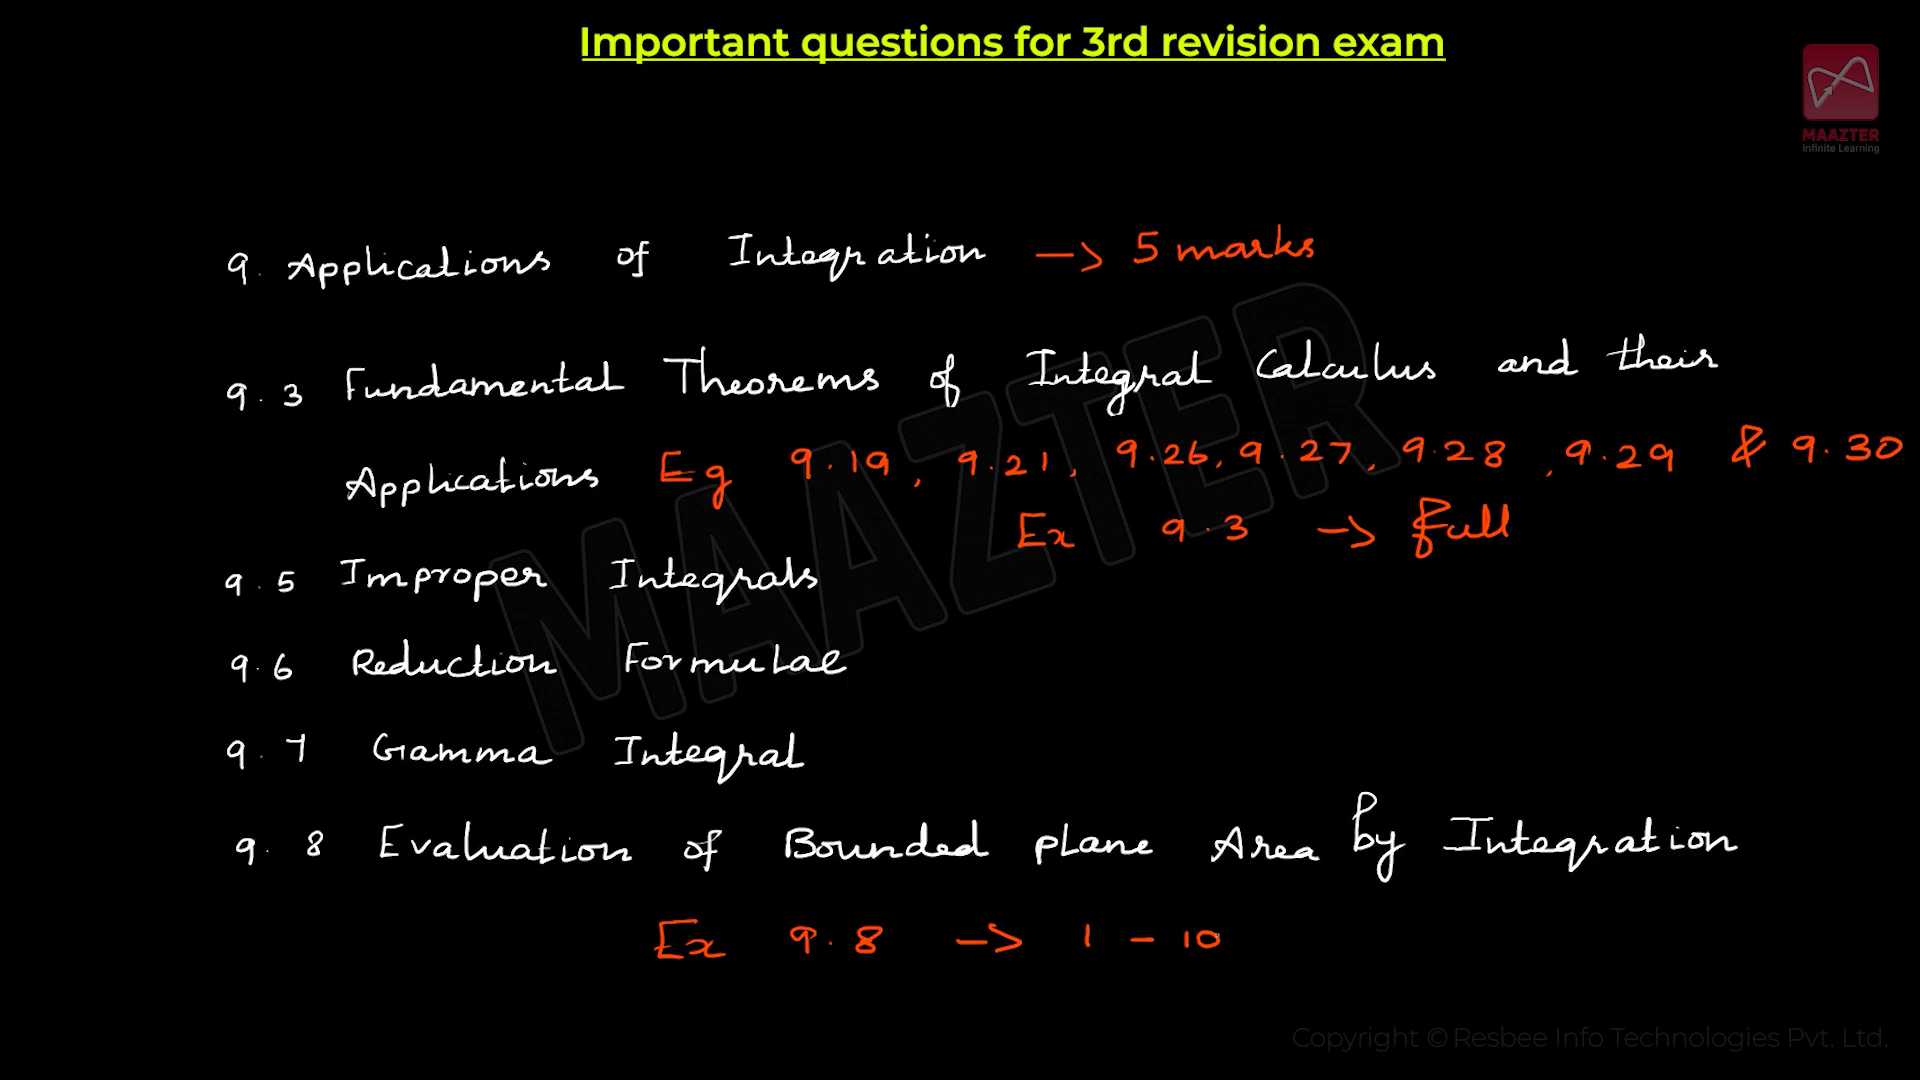 Important questions for 3rd revision exam
MAAZTER
Infinite Learning
9. Applications of Integration -> 5 marks
9.3 Fundamental Theorems of Integral Calculus and their
Applications Eg 9.19, 9.21, 9.26, 9.27, 9.28, 9.29 & 9.30
Ex 9.3 -> full
9.5 Improper Integrals
9.6 Reduction Formulae
9.7 Gamma Integral
9.8 Evaluation of Bounded plane Area by Integration
Ex 9.8 -> 1 - 10
MAAZTER
Copyright © Resbee Info Technologies Pvt. Ltd.